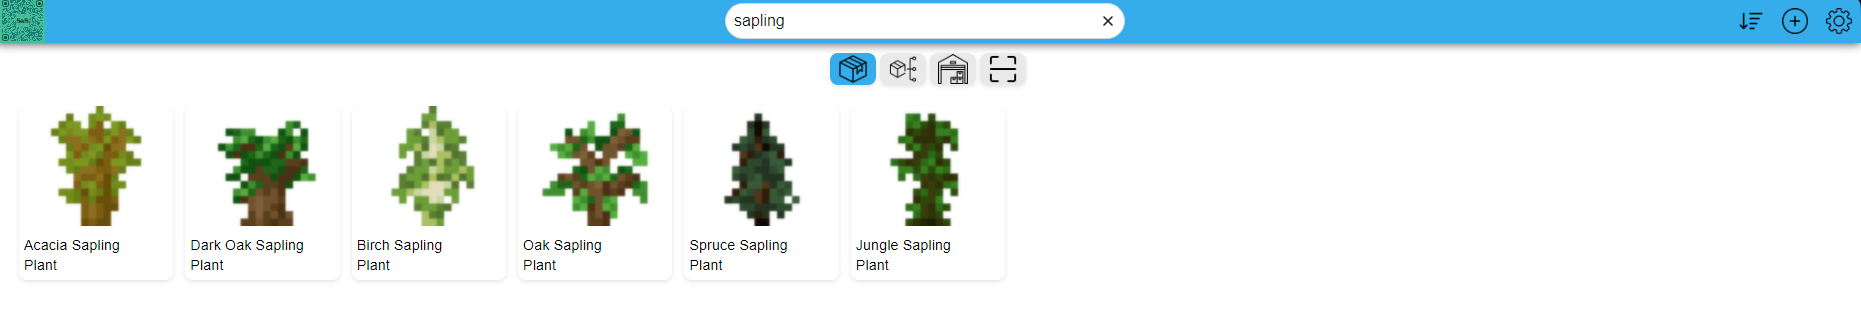 S&S
sapling
Acacia Sapling
Plant
Dark Oak Sapling
Plant
Birch Sapling
Plant
Oak Sapling
Plant
Spruce Sapling
Plant
Jungle Sapling
Plant